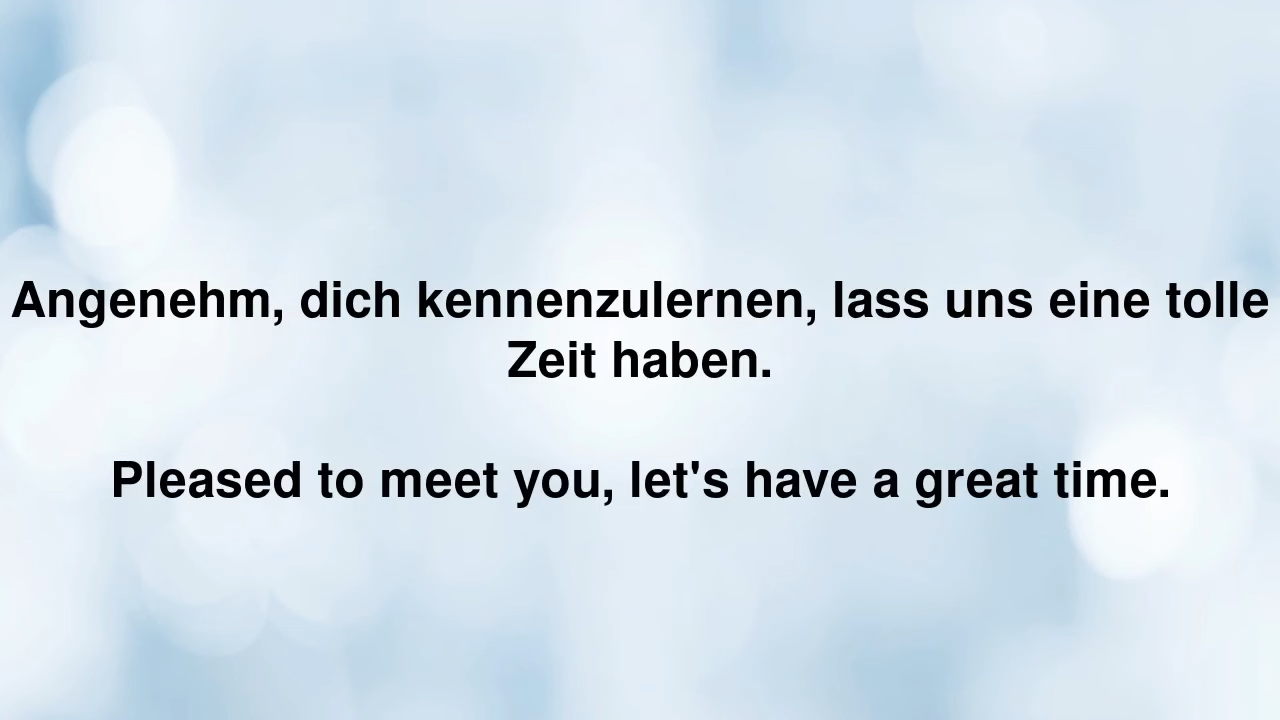 Angenehm, dich kennenzulernen, lass uns eine tolle
Zeit haben.
Pleased to meet you, let's have a great time.